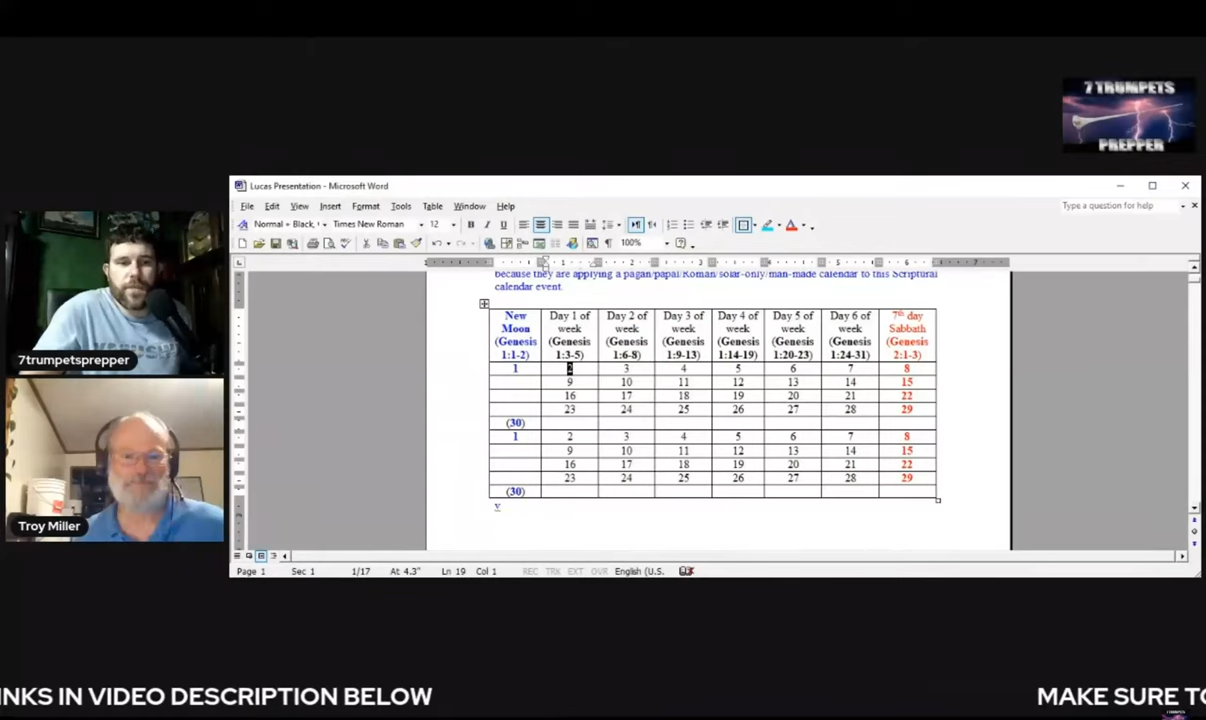 7 TRUMPETS
PREPPER
Lucas Presentation - Microsoft Word
File Edit View Insert Format Table Window Help
Type a question for help
Normal + Black, Times New Roman 12 B I U
100%
1 1 2 3 4 5 6 7
because they are applying a pagan/papal/Roman/solar-only/man-made calendar to this Scriptural
calendar event.
New Moon (Genesis 1:1-2) Day 1 of week (Genesis 1:3-5) Day 2 of week (Genesis 1:6-8) Day 3 of week (Genesis 1:9-13) Day 4 of week (Genesis 1:14-19) Day 5 of week (Genesis 1:20-23) Day 6 of week (Genesis 1:24-31) 7th day Sabbath (Genesis 2:1-3)
1 2 3 4 5 6 7 8
9 10 11 12 13 14 15
16 17 18 19 20 21 22
23 24 25 26 27 28 29
(30)
1 2 3 4 5 6 7 8
9 10 11 12 13 14 15
16 17 18 19 20 21 22
23 24 25 26 27 28 29
(30)
v
Page 1 Sec 1 1/17 At 4.3" Ln 19 Col 1 REC TRK EXT OVR English (U.S.
7trumpetsprepper
Troy Miller
INKS IN VIDEO DESCRIPTION BELOW
MAKE SURE TO